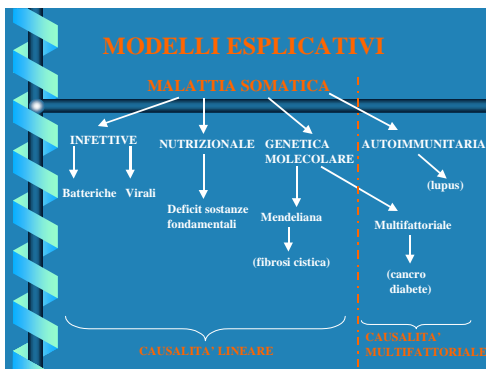 MODELLI ESPLICATIVI
MALATTIA SOMATICA
INFETTIVE
NUTRIZIONALE
GENETICA
MOLECOLARE
AUTOIMMUNITARIA
Batteriche
Virali
Deficit sostanze
fondamentali
Mendeliana
(fibrosi cistica)
(lupus)
Multifattoriale
(cancro
diabete)
CAUSALITA' LINEARE
CAUSALITA'
MULTIFATTORIALE